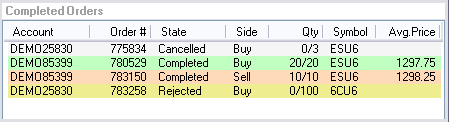 Completed Orders
Account Order # State Side Qty Symbol Avg.Price
DEMO25830 775834 Cancelled Buy 0/3 ESU6
DEMO85399 780529 Completed Buy 20/20 ESU6 1297.75
DEMO85399 783150 Completed Sell 10/10 ESU6 1298.25
DEMO25830 783258 Rejected Buy 0/100 6CU6